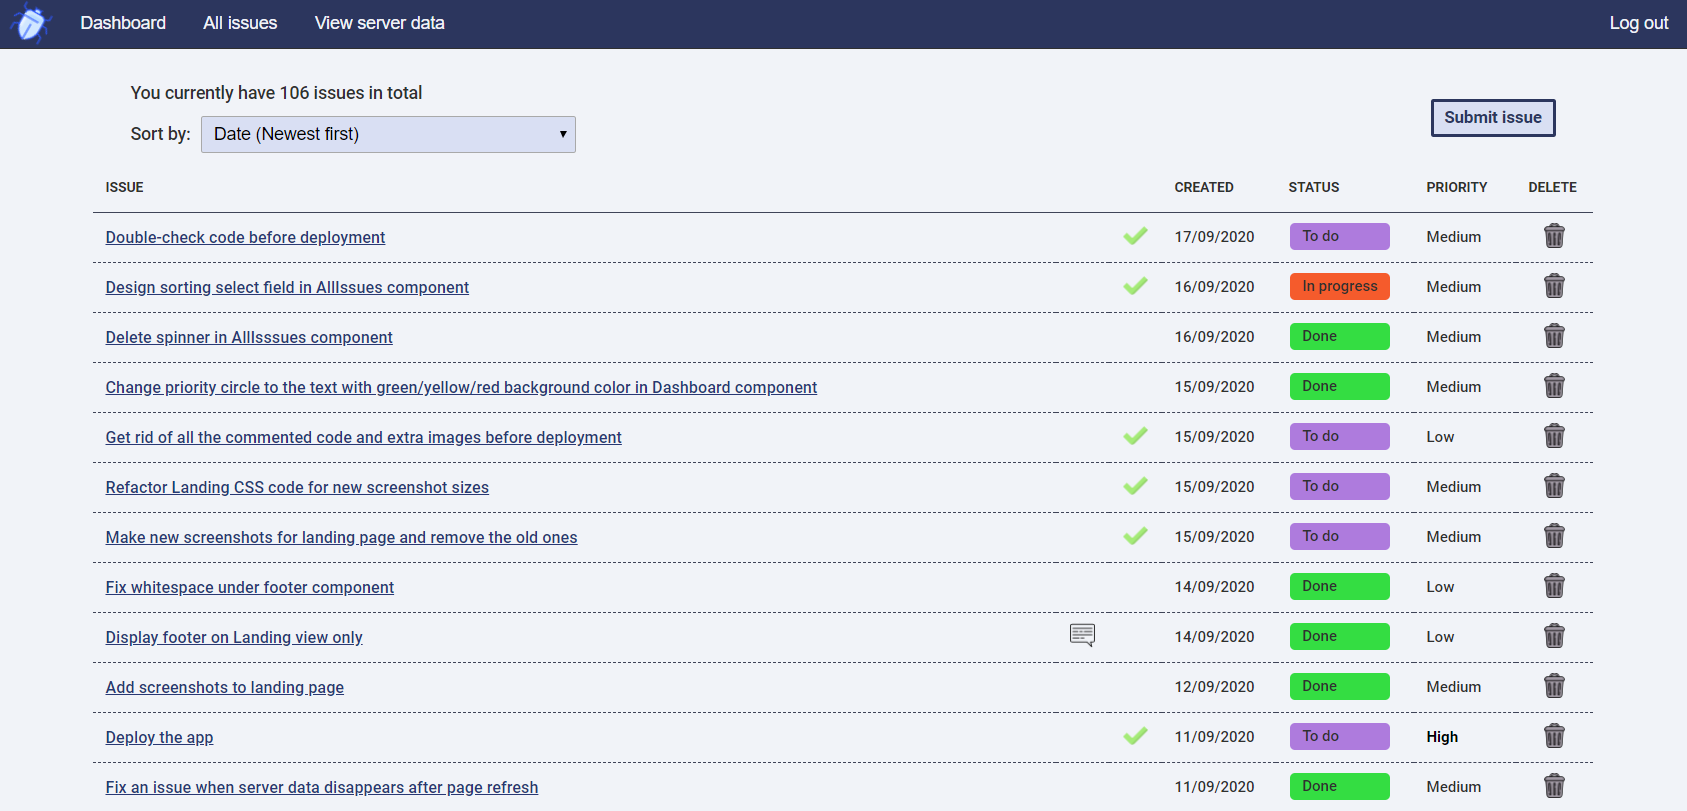 Dashboard All issues View server data Log out
You currently have 106 issues in total
Sort by: Date (Newest first) Submit issue
ISSUE CREATED STATUS PRIORITY DELETE
Double-check code before deployment 17/09/2020 To do Medium
Design sorting select field in AllIssues component 16/09/2020 In progress Medium
Delete spinner in AllIsssues component 16/09/2020 Done Medium
Change priority circle to the text with green/yellow/red background color in Dashboard component 15/09/2020 Done Medium
Get rid of all the commented code and extra images before deployment 15/09/2020 To do Low
Refactor Landing CSS code for new screenshot sizes 15/09/2020 To do Medium
Make new screenshots for landing page and remove the old ones 15/09/2020 To do Medium
Fix whitespace under footer component 14/09/2020 Done Low
Display footer on Landing view only 14/09/2020 Done Low
Add screenshots to landing page 12/09/2020 Done Medium
Deploy the app 11/09/2020 To do High
Fix an issue when server data disappears after page refresh 11/09/2020 Done Medium